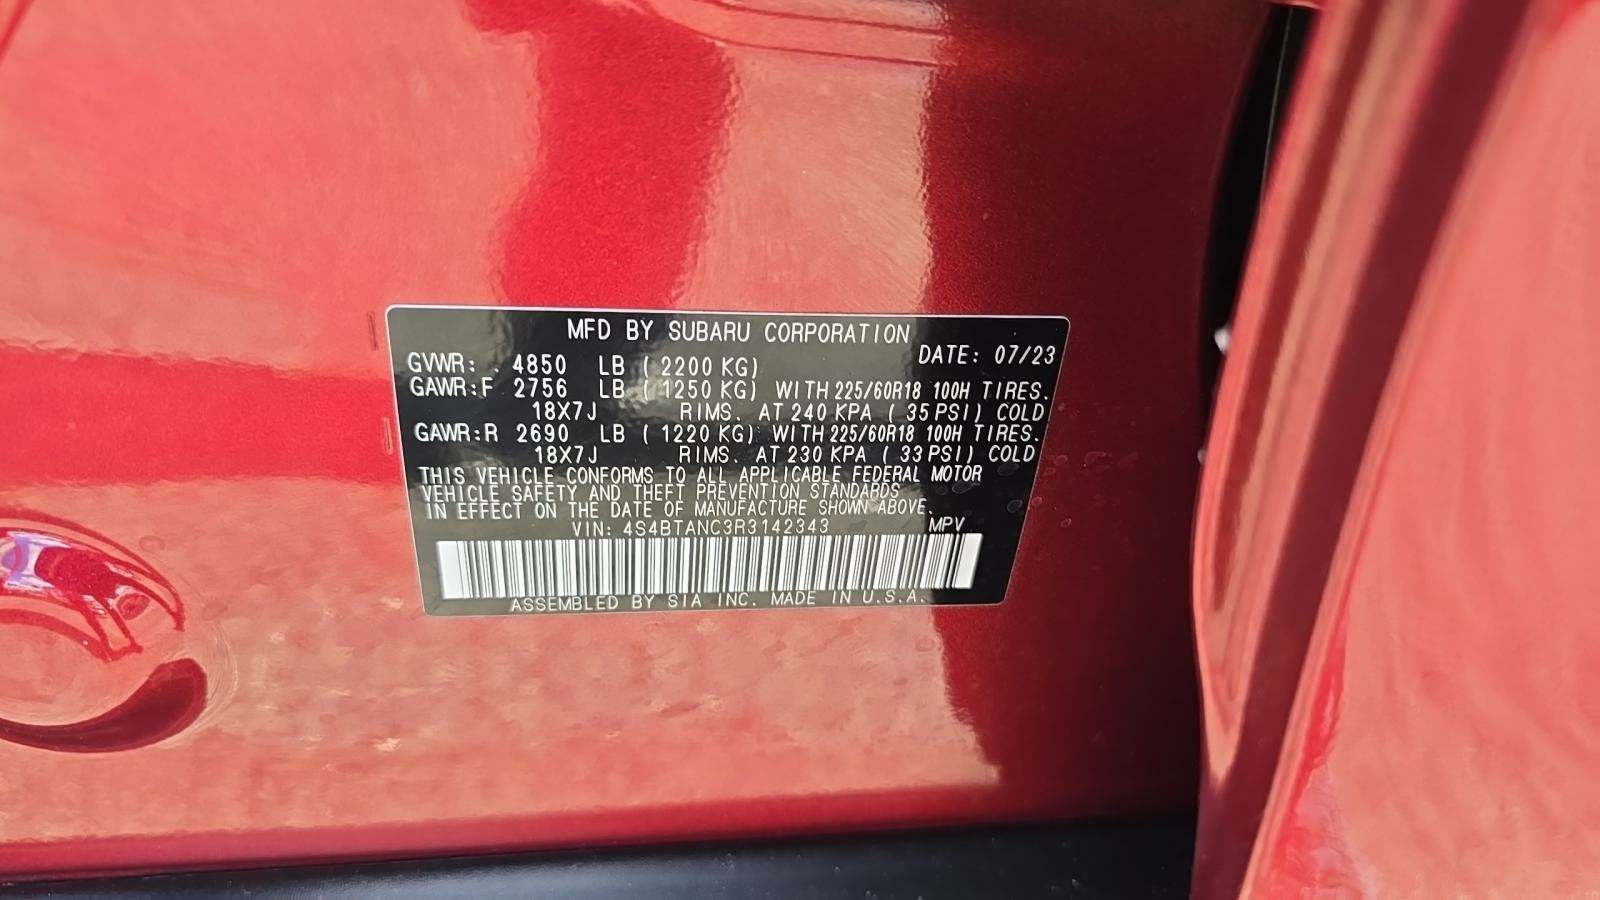 MFD BY SUBARU CORPORATION
DATE: 07/23
GVWR: 4850 LB ( 2200 KG)
GAWR:F 2756 LB ( 1250 KG) WITH 225/60R18 100H TIRES.
18X7J RIMS. AT 240 KPA ( 35 PSI) COLD
GAWR:R 2690 LB ( 1220 KG) WITH 225/60R18 100H TIRES.
18X7J RIMS. AT 230 KPA ( 33 PSI) COLD
THIS VEHICLE CONFORMS TO ALL APPLICABLE FEDERAL MOTOR
VEHICLE SAFETY AND THEFT PREVENTION STANDARDS
IN EFFECT ON THE DATE OF MANUFACTURE SHOWN ABOVE.
VIN: 4S4BTANC3R3142343 MPV
ASSEMBLED BY SIA INC. MADE IN U.S.A.